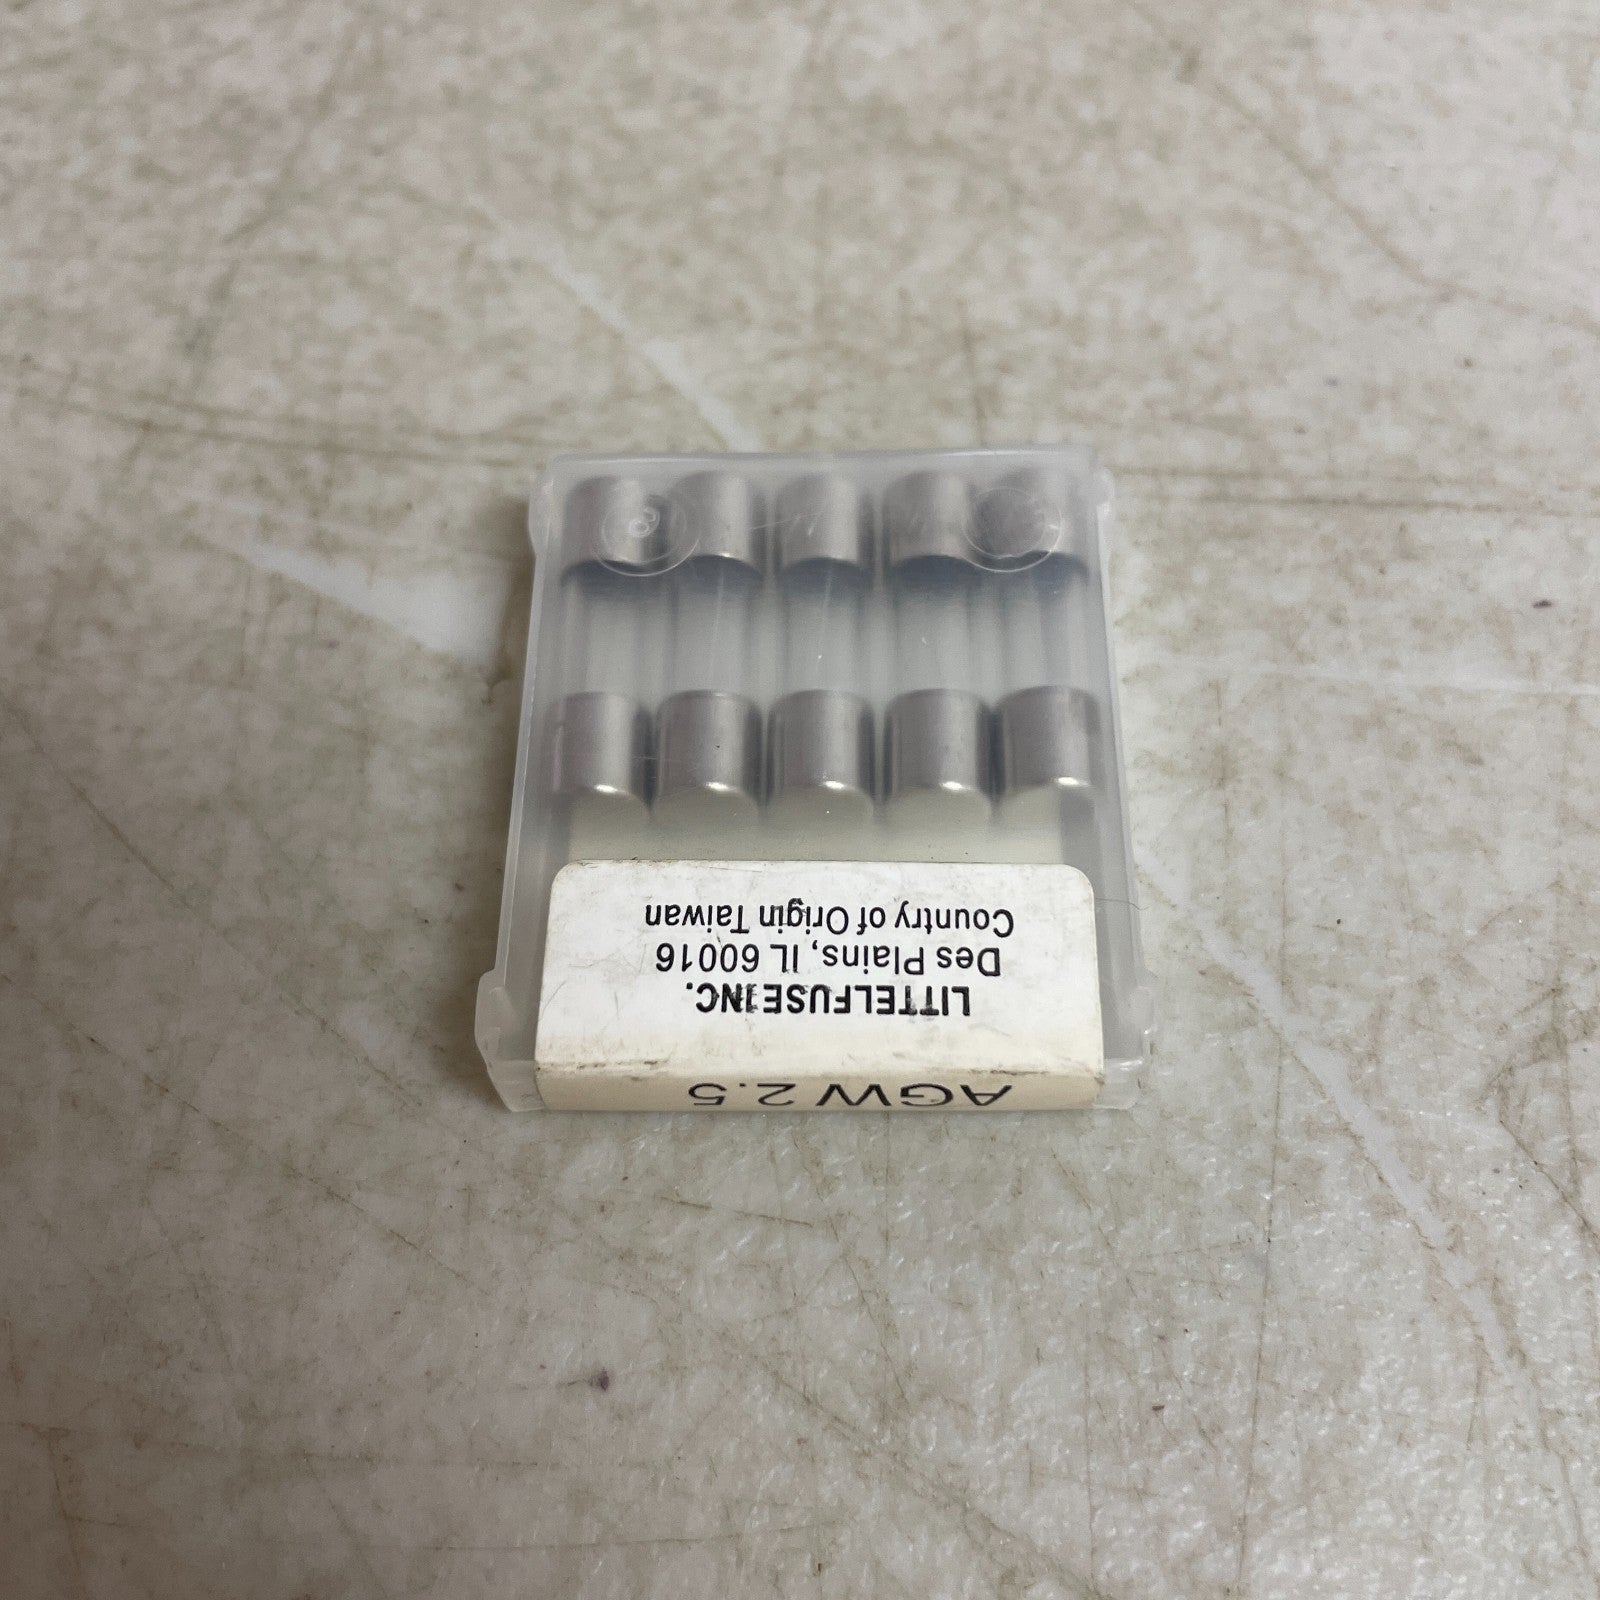 AGW 2.5
LITTELFUSE INC.
Des Plains, IL 60016
Country of Origin Taiwan